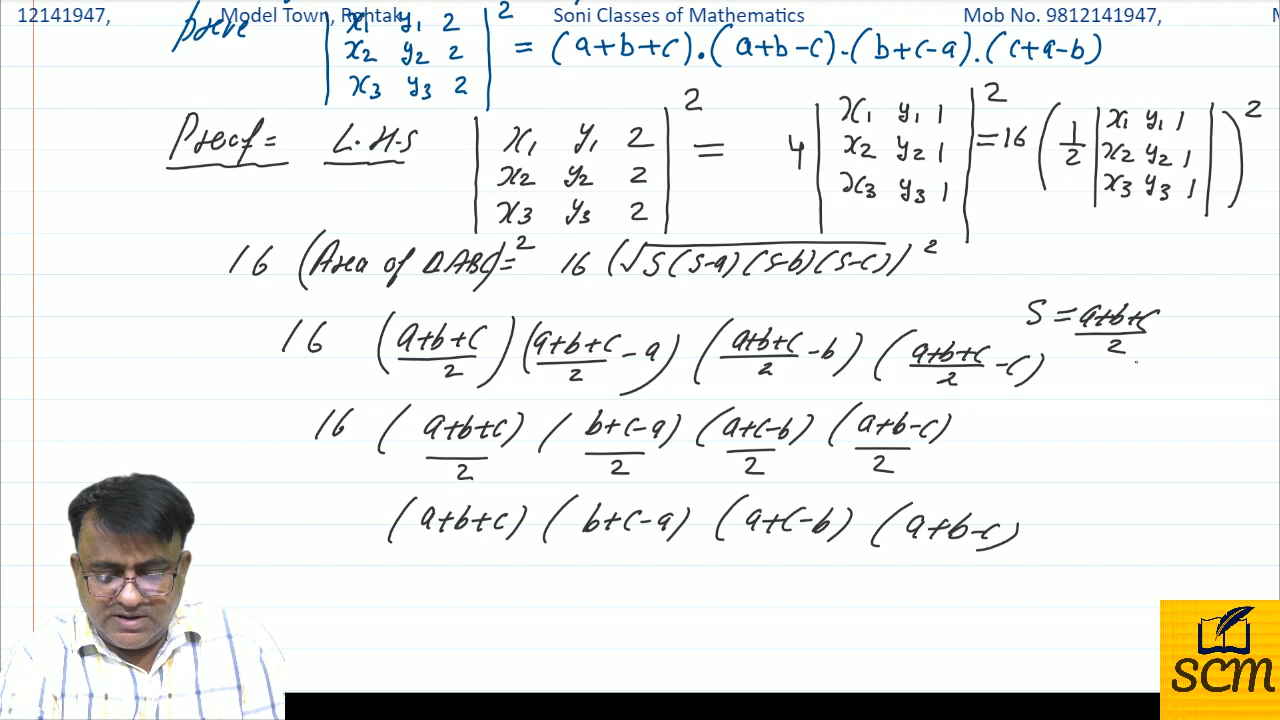 12141947, Model Town, Rohtak Soni Classes of Mathematics Mob No. 9812141947, M
prove | x1 y1 2 |^2
| x2 y2 2 | = (a+b+c).(a+b-c).(b+c-a).(c+a-b)
| x3 y3 2 |
Proof= L.H.S | x1 y1 2 |^2 = 4 | x1 y1 1 |^2 = 16 ( 1/2 | x1 y1 1 | )^2
| x2 y2 2 | | x2 y2 1 | | x2 y2 1 |
| x3 y3 2 | | x3 y3 1 | | x3 y3 1 |
16 (Area of ΔABC)^2 = 16 (√S(S-a)(S-b)(S-c))^2
S = (a+b+c)/2
16 ((a+b+c)/2) ((a+b+c)/2 - a) ((a+b+c)/2 - b) ((a+b+c)/2 - c)
16 (a+b+c)/2 (b+c-a)/2 (a+c-b)/2 (a+b-c)/2
(a+b+c) (b+c-a) (a+c-b) (a+b-c)
SCM